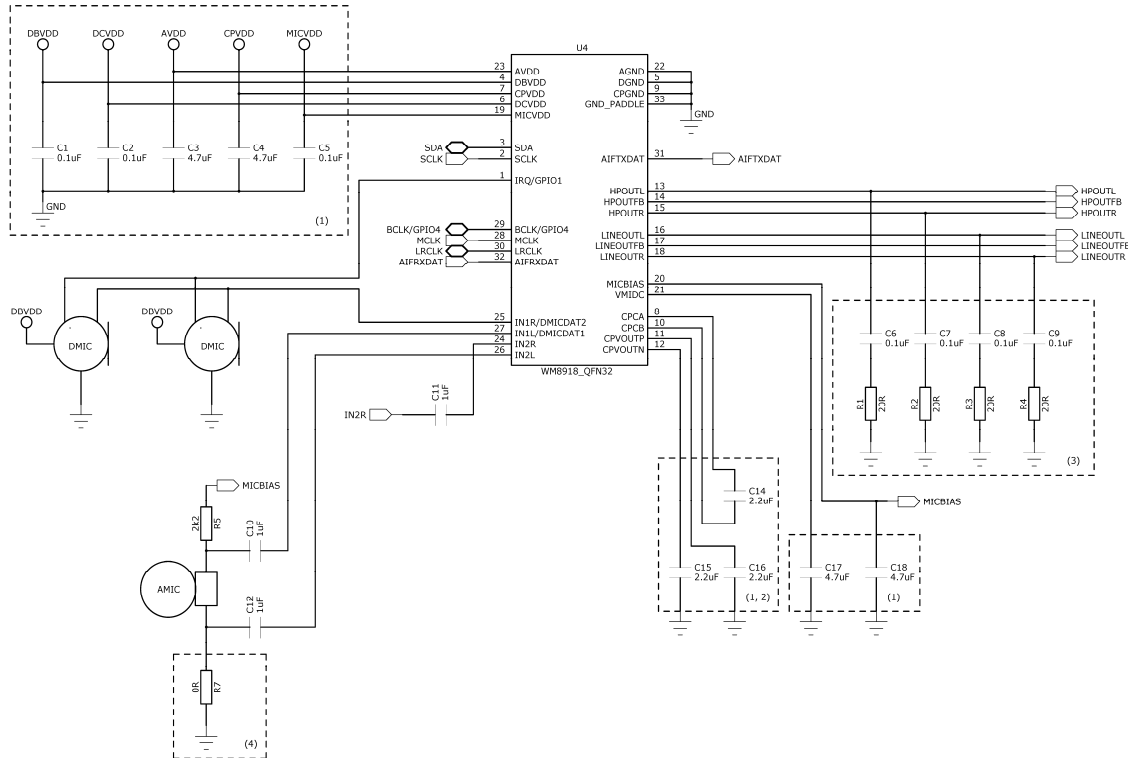 DBVDD DCVDD AVDD CPVDD MICVDD
C1 0.1uF
C2 0.1uF
C3 4.7uF
C4 4.7uF
C5 0.1uF
GND
(1)
U4
23 AVDD
4 DBVDD
7 CPVDD
6 DCVDD
19 MICVDD
SDA 3 SDA
SCLK 2 SCLK
1 IRQ/GPIO1
BCLK/GPIO4 29 BCLK/GPIO4
MCLK 28 MCLK
LRCLK 30 LRCLK
AIFRXDAT 32 AIFRXDAT
25 IN1R/DMICDAT2
27 IN1L/DMICDAT1
24 IN2R
26 IN2L
AGND 22
DGND 5
CPGND 9
GND_PADDLE 33
GND
AIFTXDAT 31 AIFTXDAT
HPOUTL 13 HPOUTL
HPOUTFB 14 HPOUTFB
HPOUTR 15 HPOUTR
LINEOUTL 16 LINEOUTL
LINEOUTFB 17 LINEOUTFB
LINEOUTR 18 LINEOUTR
MICBIAS 20
VMIDC 21
CPCA 8
CPCB 10
CPVOUTP 11
CPVOUTN 12
WM8918_QFN32
DBVDD DBVDD
DMIC DMIC
IN2R
C11 1uF
C6 0.1uF
C7 0.1uF
C8 0.1uF
C9 0.1uF
R1 20R
R2 20R
R3 20R
R4 20R
(3)
MICBIAS
2k2 R5
C10 1uF
AMIC
C12 1uF
0R R7
(4)
C14 2.2uF
C15 2.2uF
C16 2.2uF
(1, 2)
MICBIAS
C17 4.7uF
C18 4.7uF
(1)